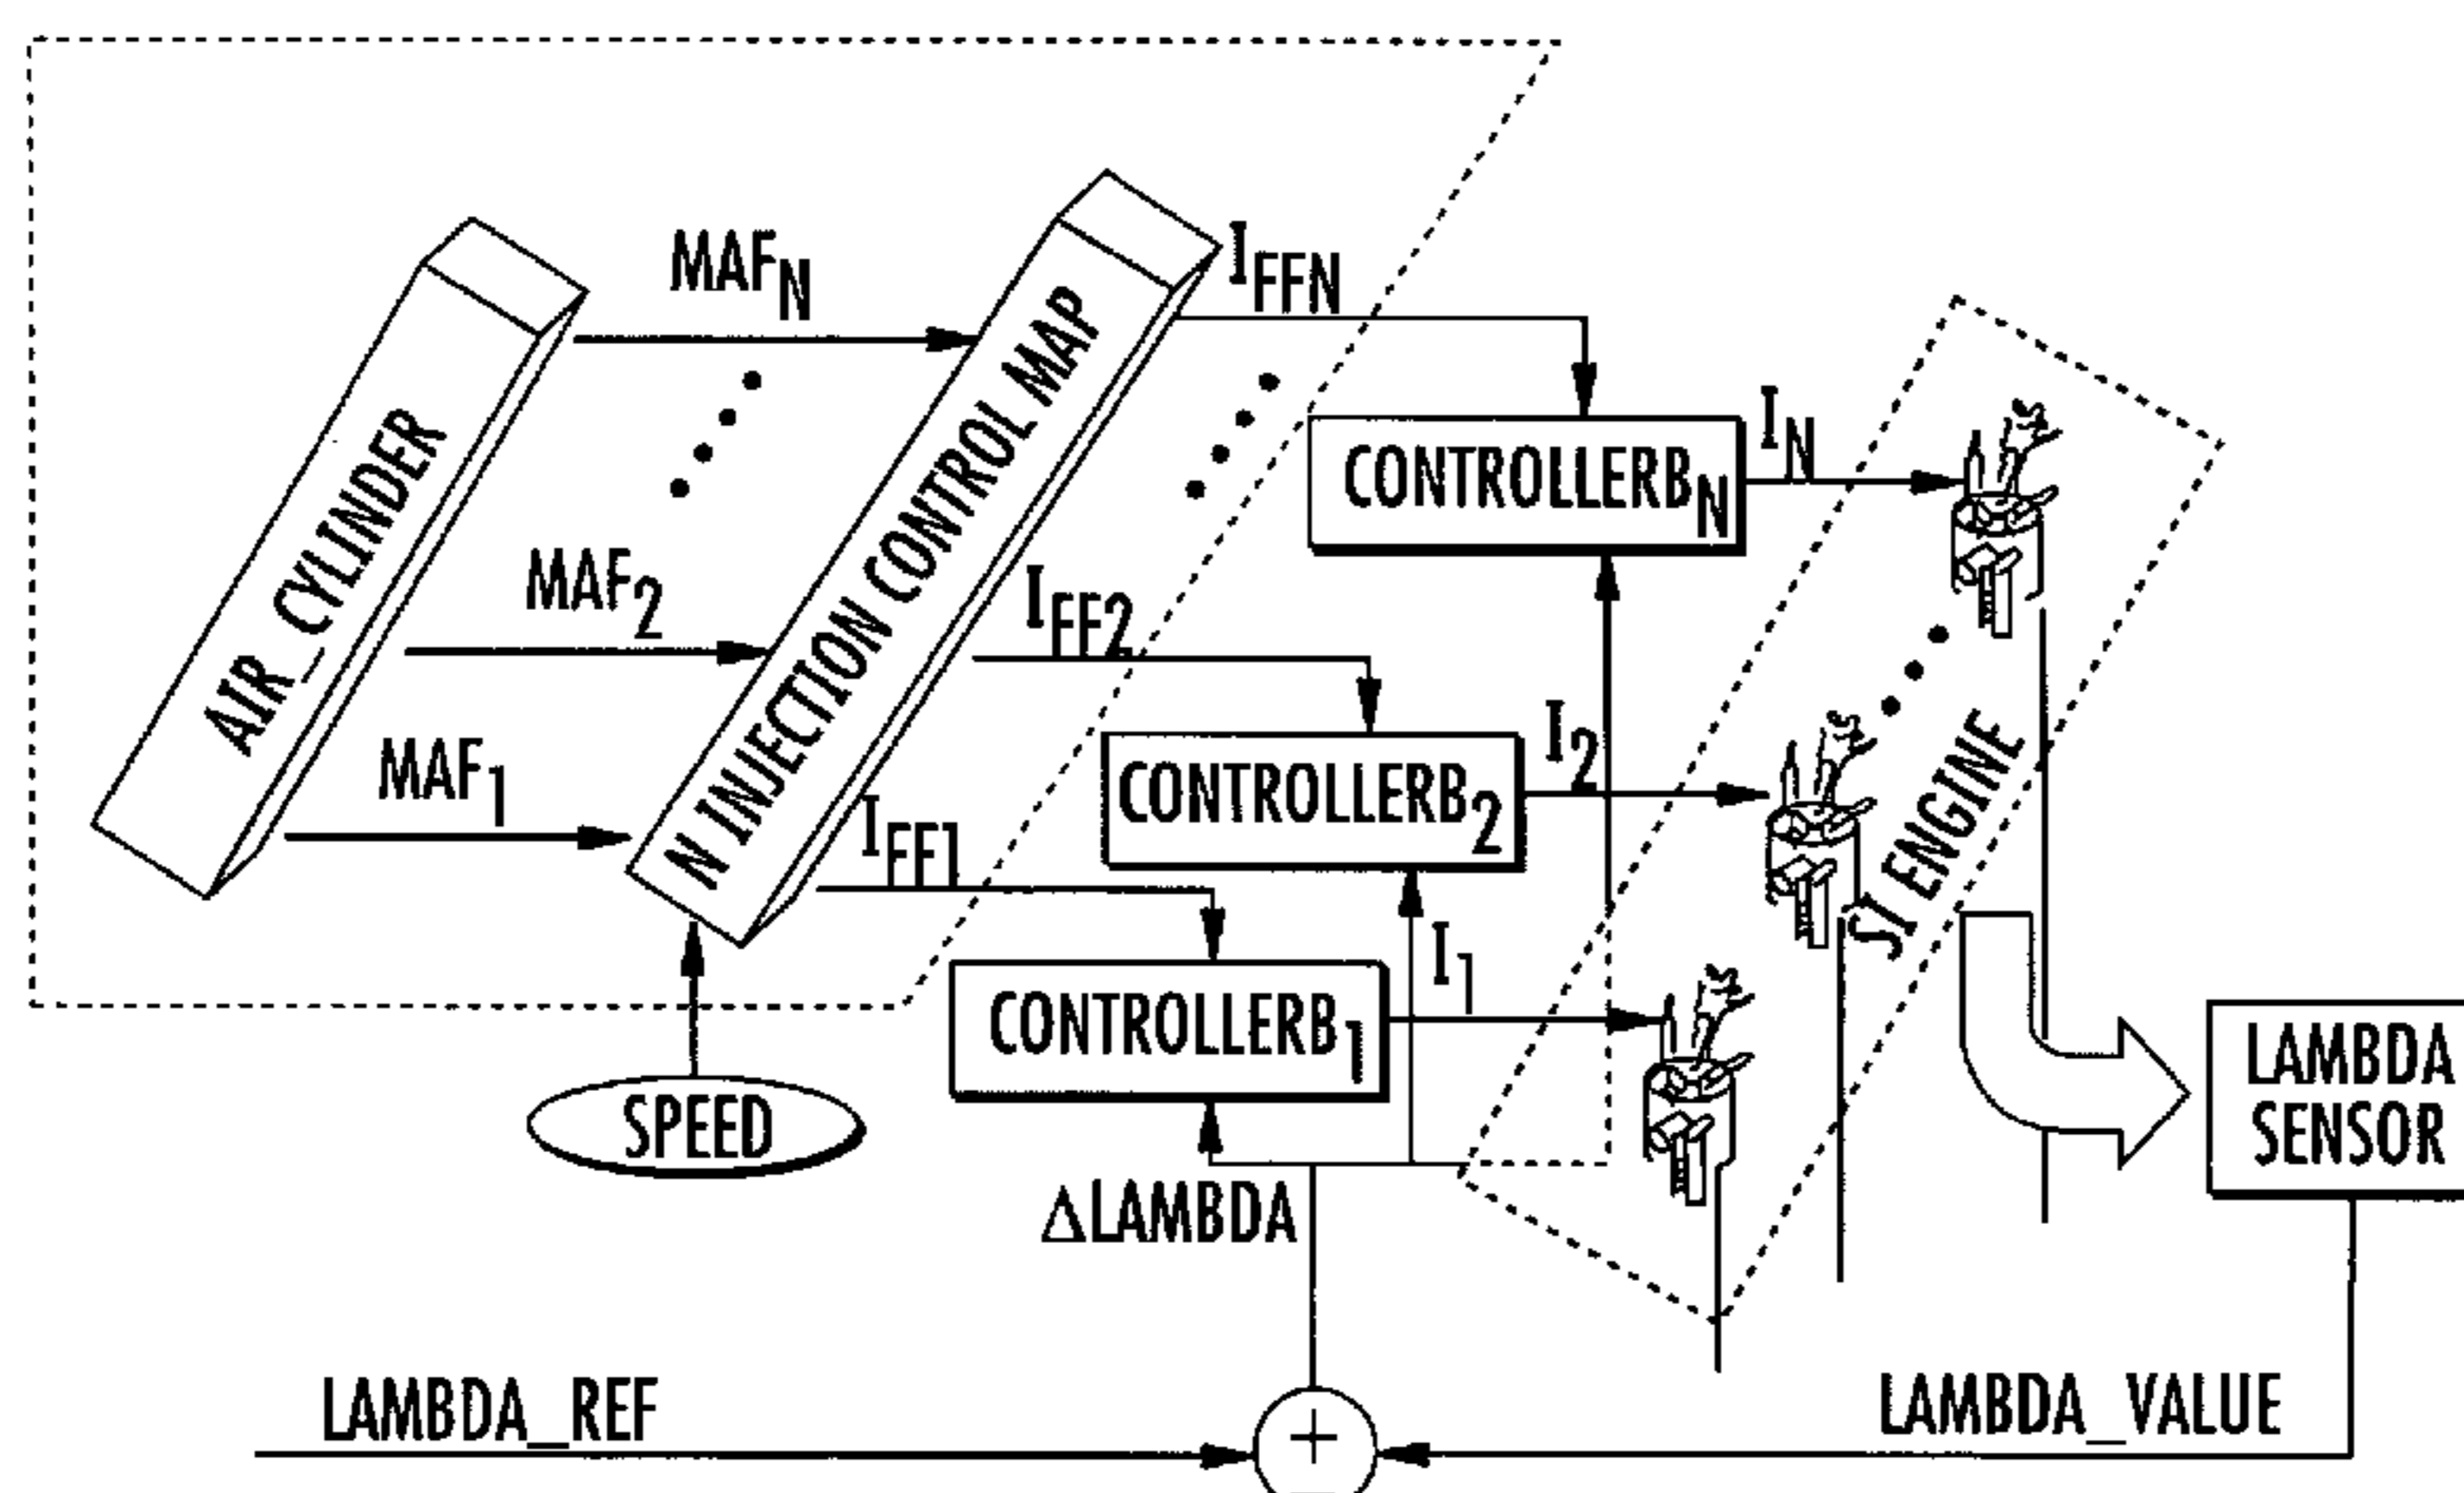 MAF_N
I_FFN
AIR_CYLINDER
N INJECTION CONTROL MAP
CONTROLLERB_N
I_N
MAF_2
I_FF2
MAF_1
CONTROLLERB_2
I_2
I_FF1
SI ENGINE
CONTROLLERB_1
I_1
SPEED
LAMBDA
SENSOR
ΔLAMBDA
LAMBDA_REF
+
LAMBDA_VALUE